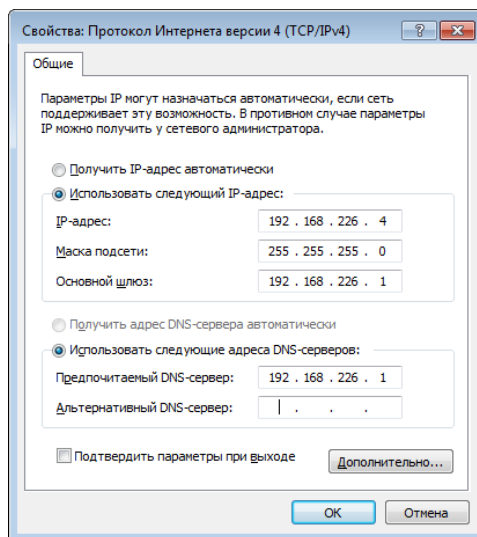 Свойства: Протокол Интернета версии 4 (TCP/IPv4)
Общие
Параметры IP могут назначаться автоматически, если сеть
поддерживает эту возможность. В противном случае параметры
IP можно получить у сетевого администратора.
Получить IP-адрес автоматически
Использовать следующий IP-адрес:
IP-адрес: 192 . 168 . 226 . 4
Маска подсети: 255 . 255 . 255 . 0
Основной шлюз: 192 . 168 . 226 . 1
Получить адрес DNS-сервера автоматически
Использовать следующие адреса DNS-серверов:
Предпочитаемый DNS-сервер: 192 . 168 . 226 . 1
Альтернативный DNS-сервер: . . .
Подтвердить параметры при выходе
Дополнительно...
OK Отмена